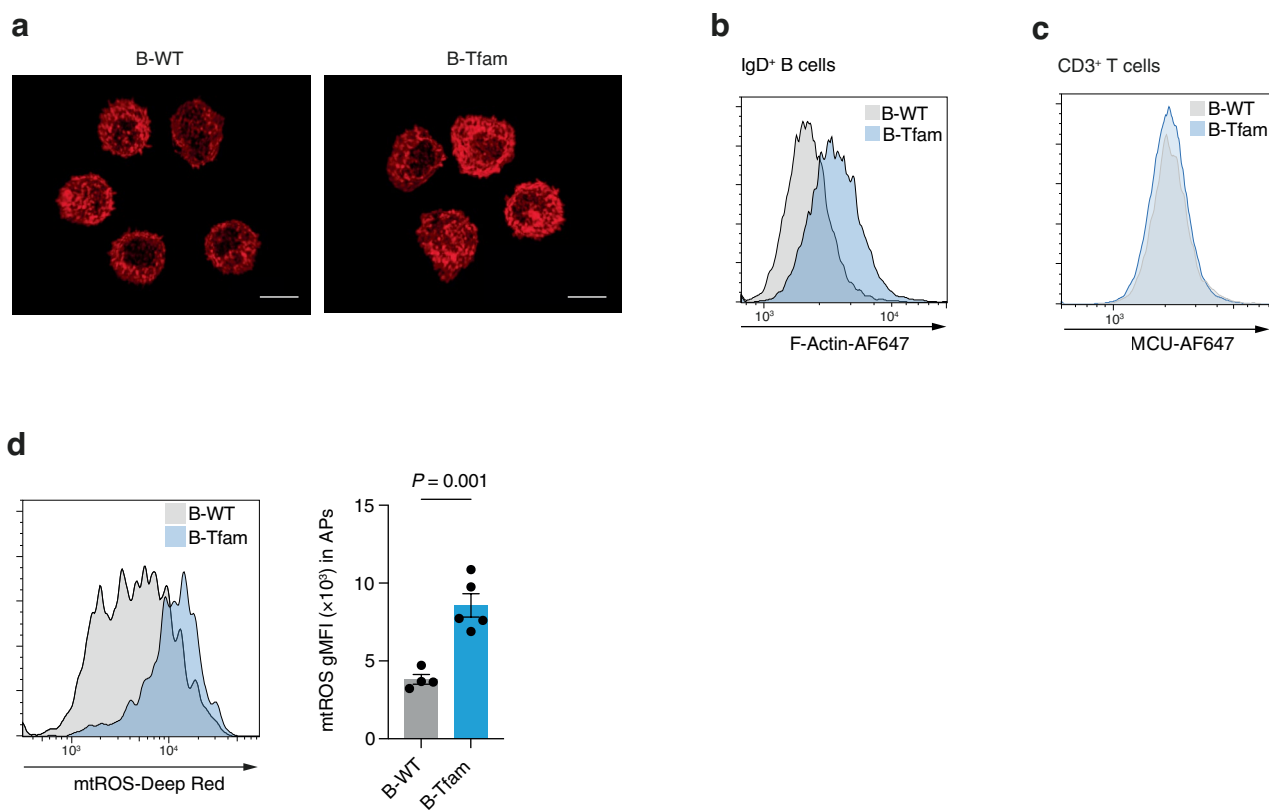 a
B-WT
B-Tfam
b
IgD⁺ B cells
B-WT
B-Tfam
10³
10⁴
F-Actin-AF647
c
CD3⁺ T cells
B-WT
B-Tfam
10³
MCU-AF647
d
B-WT
B-Tfam
10³
10⁴
mtROS-Deep Red
P = 0.001
mtROS gMFI (×10³) in APs
15
10
5
0
B-WT
B-Tfam